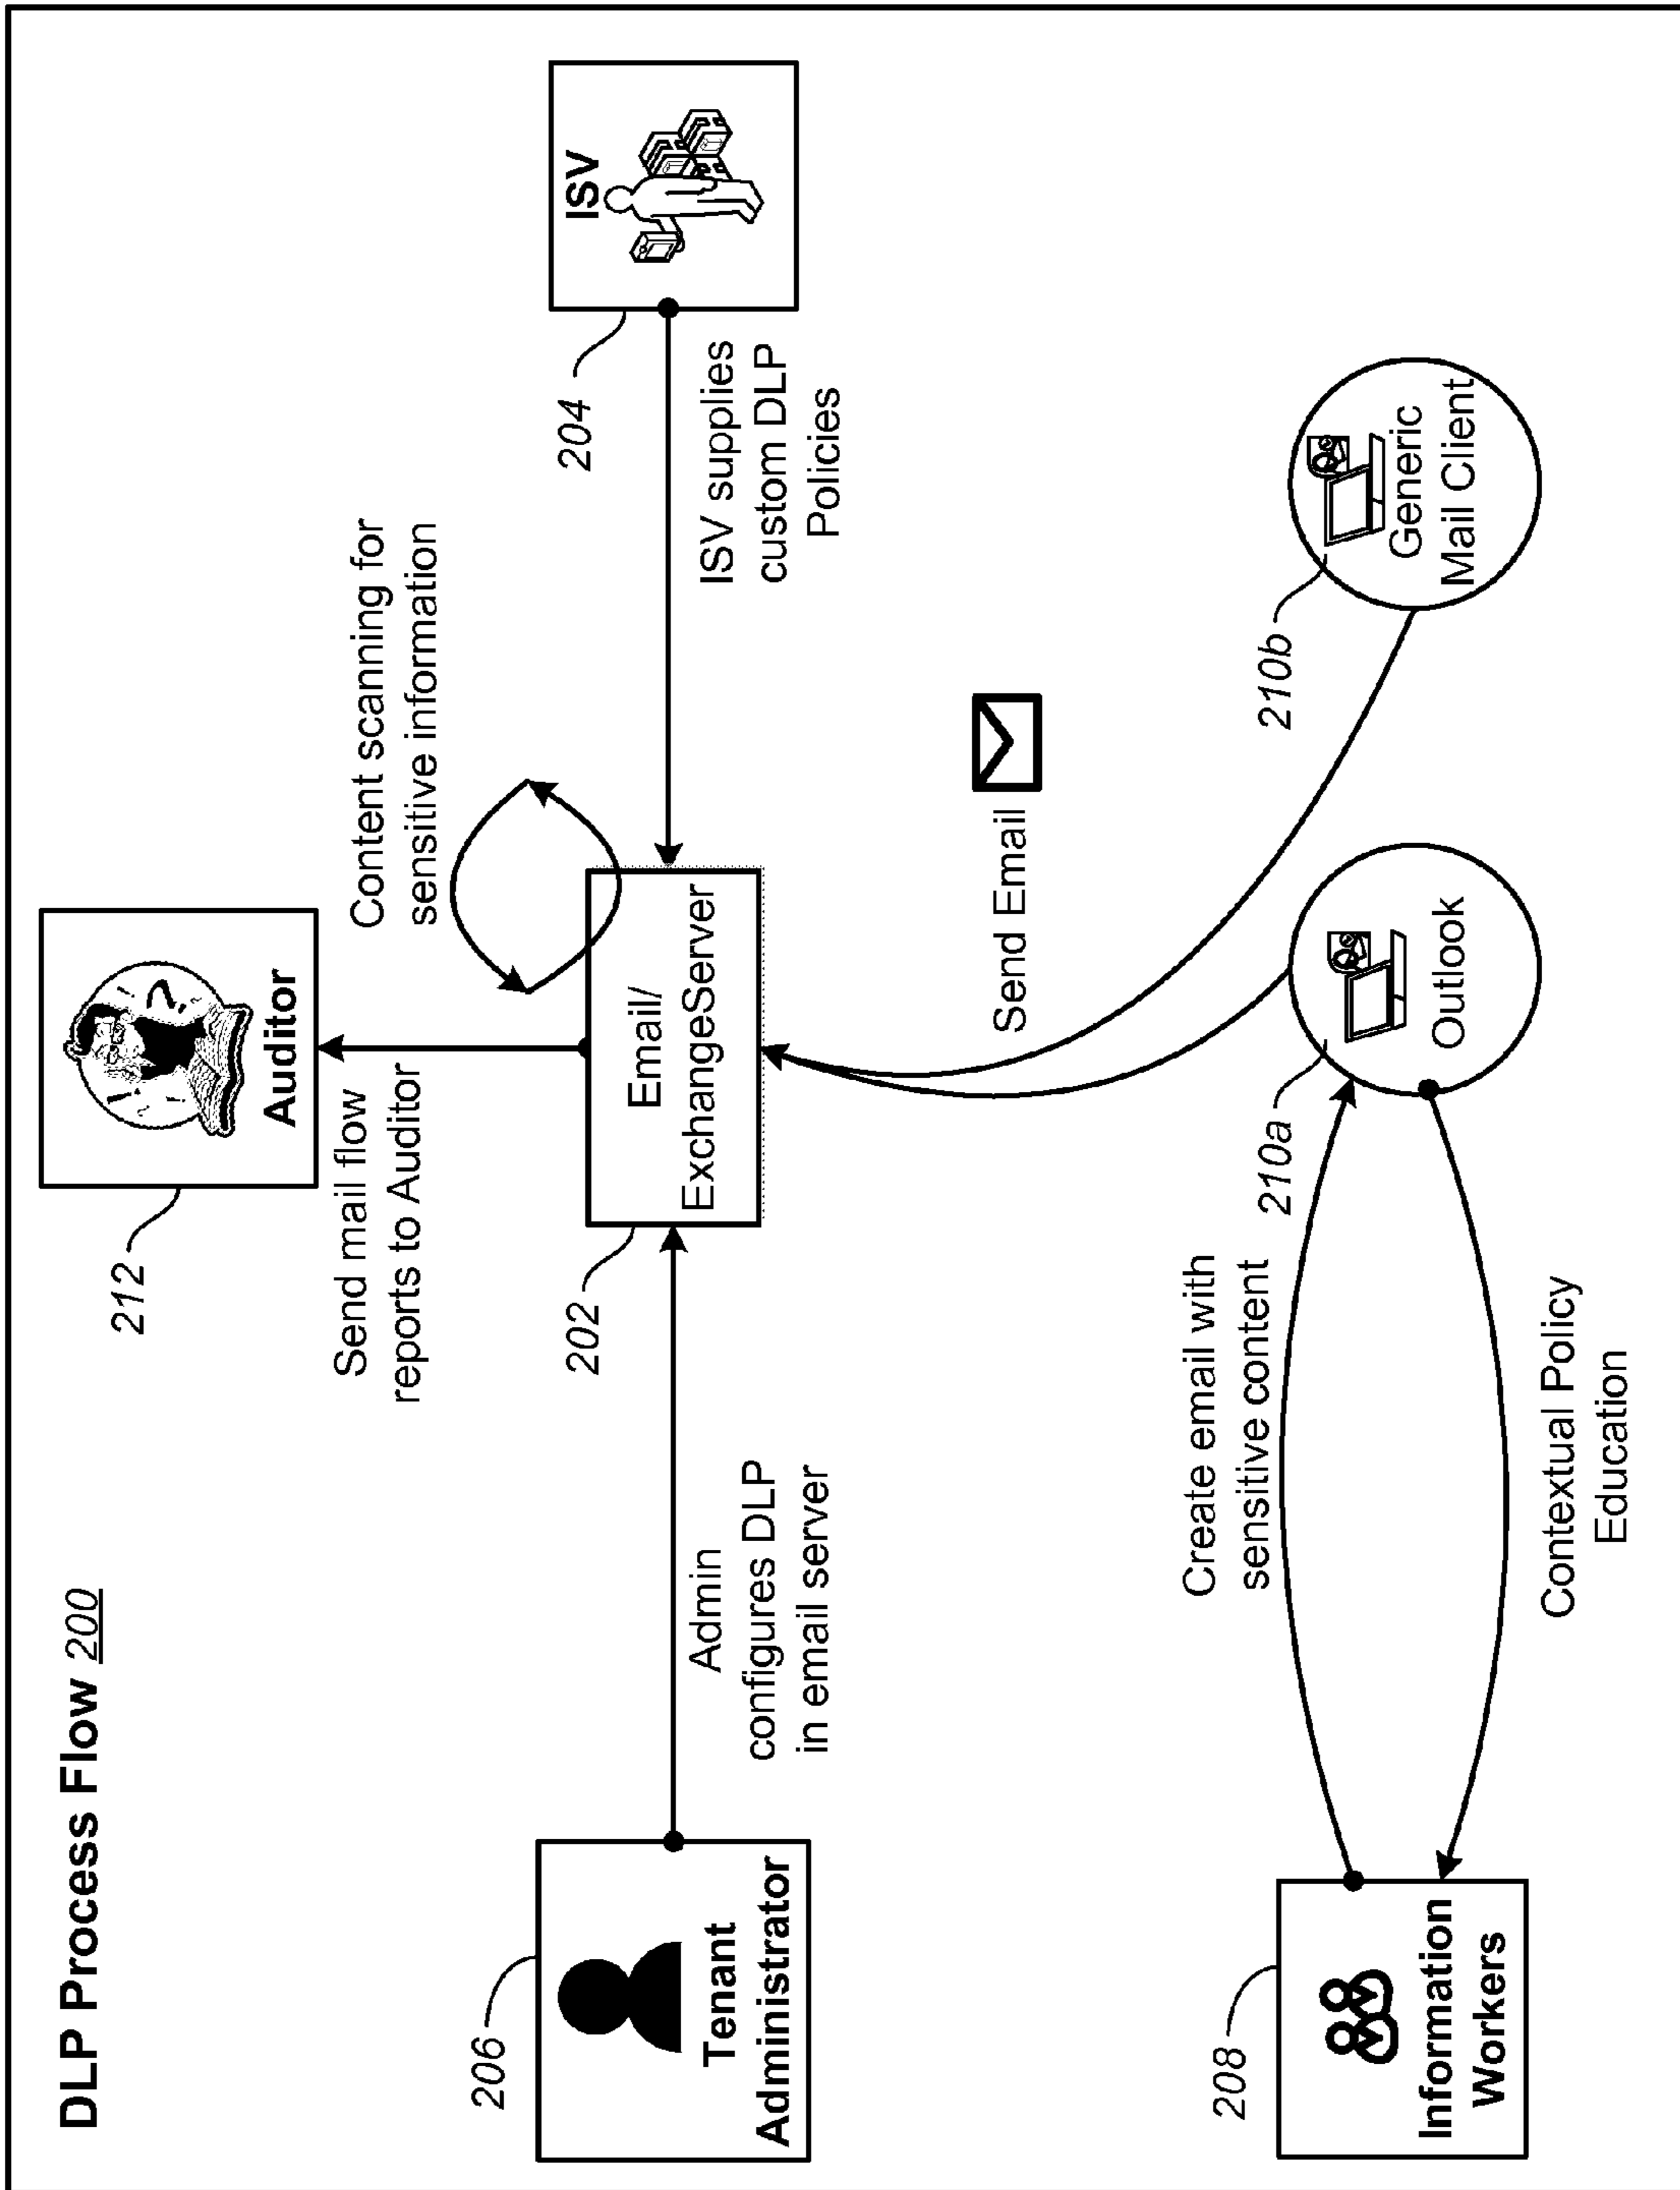 DLP Process Flow 200
212
Auditor
Send mail flow
reports to Auditor
Content scanning for
sensitive information
206
Tenant
Administrator
Admin
configures DLP
in email server
202
Email/
ExchangeServer
204
ISV
ISV supplies
custom DLP
Policies
Send Email
208
Information
Workers
Create email with
sensitive content
Contextual Policy
Education
210a
Outlook
210b
Generic
Mail Client